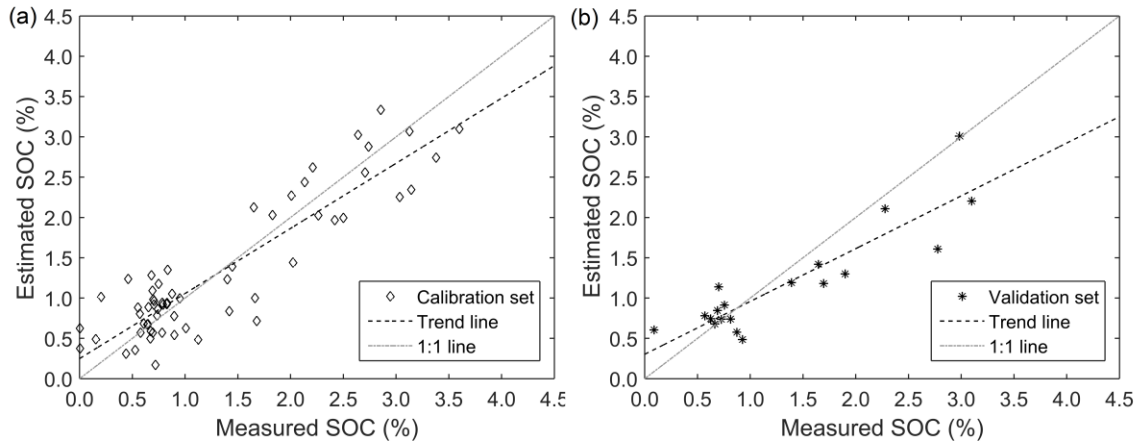 (a)
4.5
4.0
3.5
3.0
2.5
2.0
1.5
1.0
0.5
0.0
Estimated SOC (%)
Calibration set
Trend line
1:1 line
0.0 0.5 1.0 1.5 2.0 2.5 3.0 3.5 4.0 4.5
Measured SOC (%)
(b)
4.5
4.0
3.5
3.0
2.5
2.0
1.5
1.0
0.5
0.0
Estimated SOC (%)
Validation set
Trend line
1:1 line
0.0 0.5 1.0 1.5 2.0 2.5 3.0 3.5 4.0 4.5
Measured SOC (%)